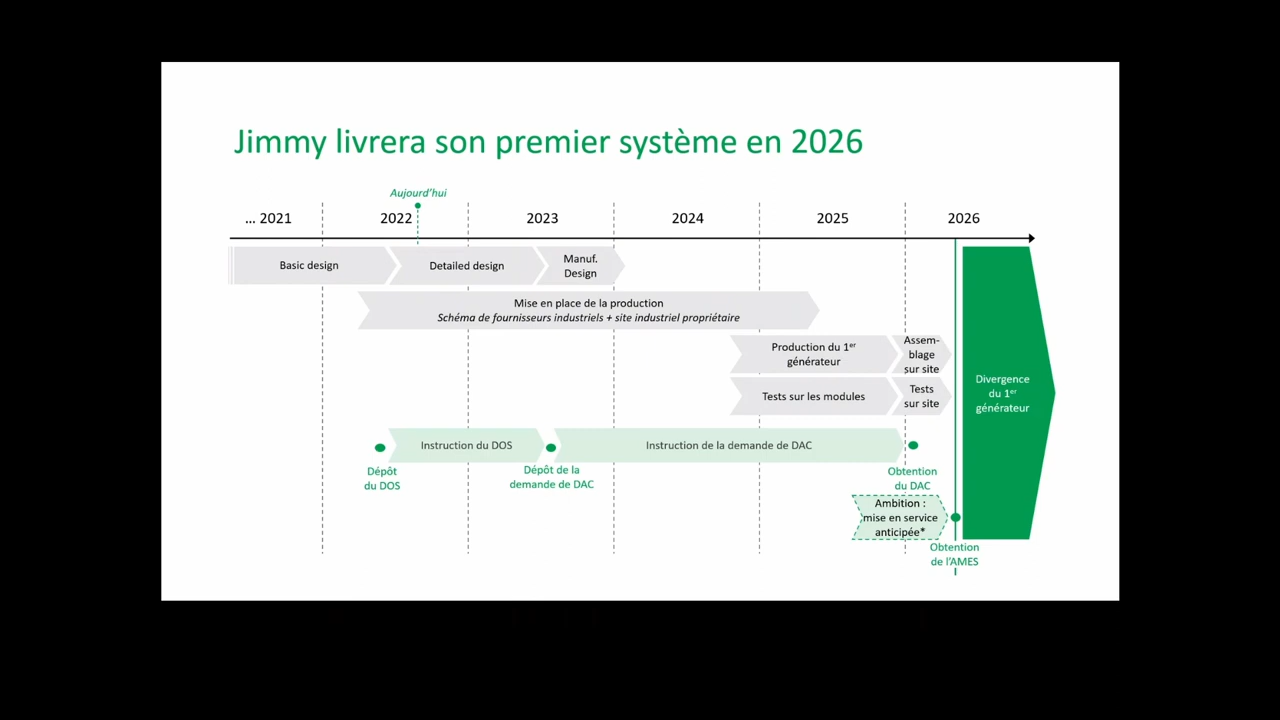 Jimmy livrera son premier système en 2026
Aujourd'hui
... 2021
2022
2023
2024
2025
2026
Basic design
Detailed design
Manuf.
Design
Mise en place de la production
Schéma de fournisseurs industriels + site industriel propriétaire
Production du 1er
générateur
Assem-
blage
sur site
Tests sur les modules
Tests
sur site
Divergence
du 1er
générateur
Instruction du DOS
Instruction de la demande de DAC
Dépôt
du DOS
Dépôt de la
demande de DAC
Obtention
du DAC
Ambition :
mise en service
anticipée*
Obtention
de l'AMES